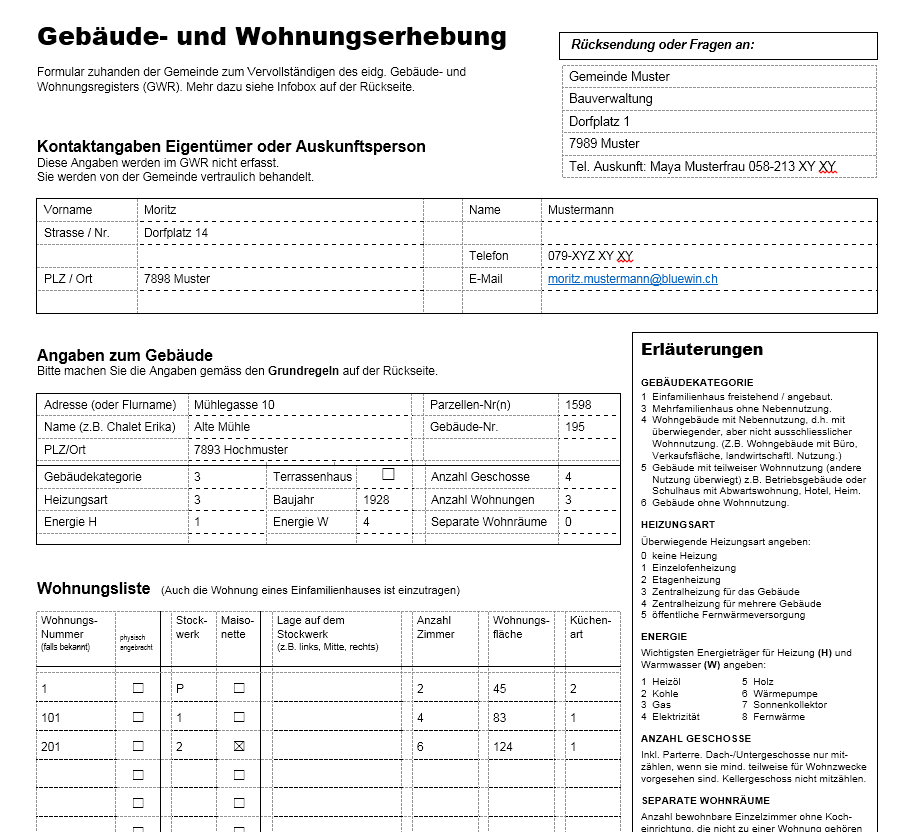 Gebäude- und Wohnungserhebung
Rücksendung oder Fragen an:
Formular zuhanden der Gemeinde zum Vervollständigen des eidg. Gebäude- und
Wohnungsregisters (GWR). Mehr dazu siehe Infobox auf der Rückseite.
Gemeinde Muster
Bauverwaltung
Dorfplatz 1
7989 Muster
Tel. Auskunft: Maya Musterfrau 058-213 XY XY
Kontaktangaben Eigentümer oder Auskunftsperson
Diese Angaben werden im GWR nicht erfasst.
Sie werden von der Gemeinde vertraulich behandelt.
Vorname Moritz Name Mustermann
Strasse / Nr. Dorfplatz 14
Telefon 079-XYZ XY XY
PLZ / Ort 7898 Muster E-Mail moritz.mustermann@bluewin.ch
Angaben zum Gebäude
Bitte machen Sie die Angaben gemäss den Grundregeln auf der Rückseite.
Adresse (oder Flurname) Mühlegasse 10 Parzellen-Nr(n) 1598
Name (z.B. Chalet Erika) Alte Mühle Gebäude-Nr. 195
PLZ/Ort 7893 Hochmuster
Gebäudekategorie 3 Terrassenhaus ☐ Anzahl Geschosse 4
Heizungsart 3 Baujahr 1928 Anzahl Wohnungen 3
Energie H 1 Energie W 4 Separate Wohnräume 0
Wohnungsliste (Auch die Wohnung eines Einfamilienhauses ist einzutragen)
Wohnungs- Stock- Maiso- Lage auf dem Anzahl Wohnungs- Küchen-
Nummer physisch werk nette Stockwerk Zimmer fläche art
(falls bekannt) angebracht (z.B. links, Mitte, rechts)
1 ☐ P ☐ 2 45 2
101 ☐ 1 ☐ 4 83 1
201 ☐ 2 ☒ 6 124 1
☐ ☐
☐ ☐
☐ ☐
Erläuterungen
GEBÄUDEKATEGORIE
1 Einfamilienhaus freistehend / angebaut.
3 Mehrfamilienhaus ohne Nebennutzung.
4 Wohngebäude mit Nebennutzung, d.h. mit
überwiegender, aber nicht ausschliesslicher
Wohnnutzung. (Z.B. Wohngebäude mit Büro,
Verkaufsfläche, landwirtschaftl. Nutzung.)
5 Gebäude mit teilweiser Wohnnutzung (andere
Nutzung überwiegt) z.B. Betriebsgebäude oder
Schulhaus mit Abwartswohnung, Hotel, Heim.
6 Gebäude ohne Wohnnutzung.
HEIZUNGSART
Überwiegende Heizungsart angeben:
0 keine Heizung
1 Einzelofenheizung
2 Etagenheizung
3 Zentralheizung für das Gebäude
4 Zentralheizung für mehrere Gebäude
5 öffentliche Fernwärmeversorgung
ENERGIE
Wichtigsten Energieträger für Heizung (H) und
Warmwasser (W) angeben:
1 Heizöl 5 Holz
2 Kohle 6 Wärmepumpe
3 Gas 7 Sonnenkollektor
4 Elektrizität 8 Fernwärme
ANZAHL GESCHOSSE
Inkl. Parterre. Dach-/Untergeschosse nur mit-
zählen, wenn sie mind. teilweise für Wohnzwecke
vorgesehen sind. Kellergeschoss nicht mitzählen.
SEPARATE WOHNRÄUME
Anzahl bewohnbare Einzelzimmer ohne Koch-
einrichtung, die nicht zu einer Wohnung gehören